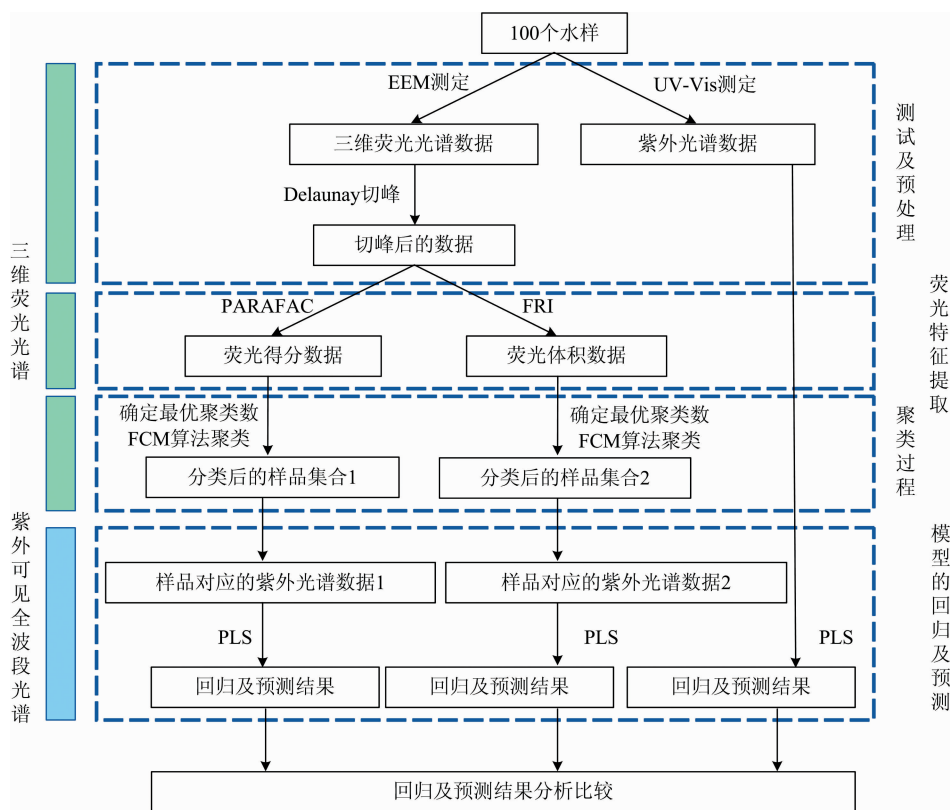 100个水样
EEM测定
UV-Vis测定
三维荧光光谱数据
紫外光谱数据
Delaunay切峰
切峰后的数据
测试及预处理
PARAFAC
FRI
荧光得分数据
荧光体积数据
荧光特征提取
三维荧光光谱
确定最优聚类数
FCM算法聚类
确定最优聚类数
FCM算法聚类
分类后的样品集合1
分类后的样品集合2
聚类过程
样品对应的紫外光谱数据1
样品对应的紫外光谱数据2
PLS
PLS
PLS
回归及预测结果
回归及预测结果
回归及预测结果
紫外可见全波段光谱
模型的回归及预测
回归及预测结果分析比较